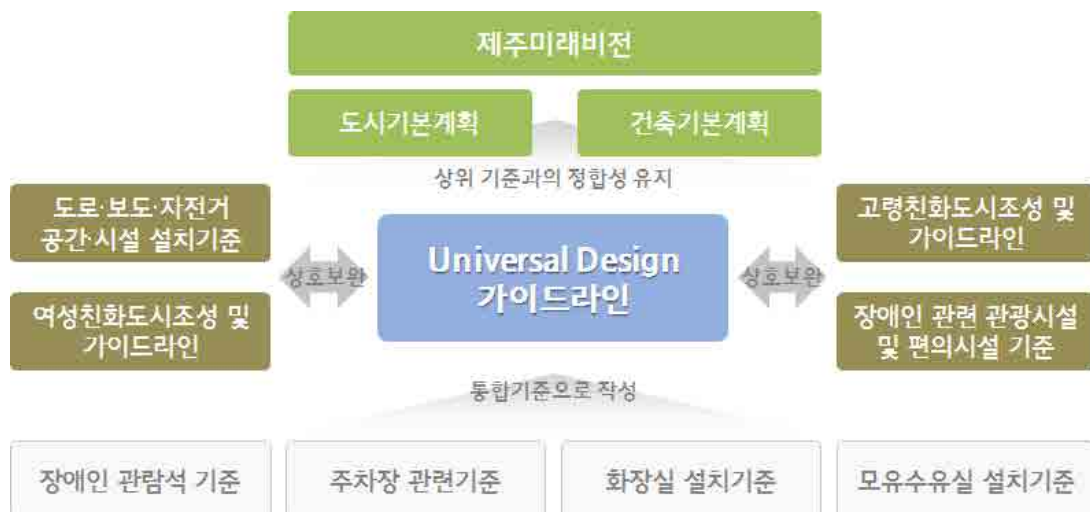 제주미래비전
도시기본계획
건축기본계획
상위 기준과의 정합성 유지
도로·보도·자전거
공간·시설 설치기준
여성친화도시조성 및
가이드라인
상호보완
Universal Design
가이드라인
상호보완
고령친화도시조성 및
가이드라인
장애인 관련 관광시설
및 편의시설 기준
통합기준으로 작성
장애인 관람석 기준
주차장 관련기준
화장실 설치기준
모유수유실 설치기준